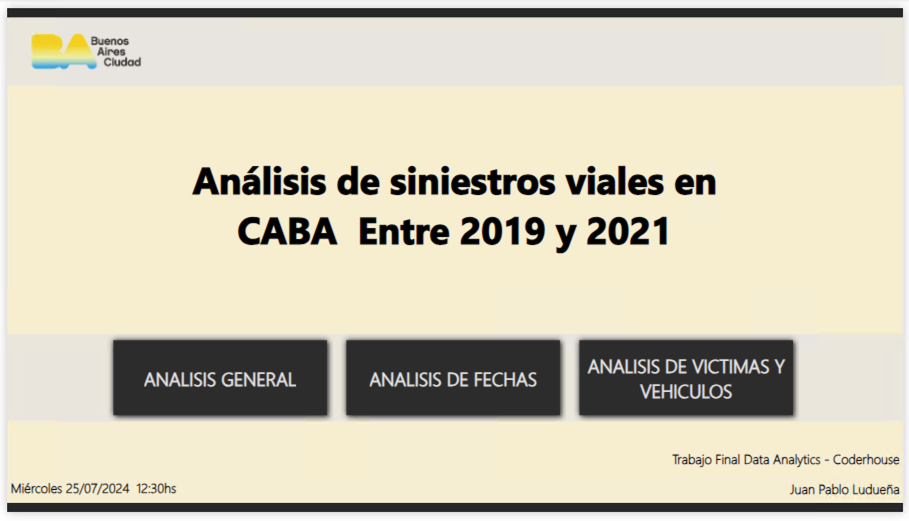 BA Buenos
Aires
Ciudad
Análisis de siniestros viales en
CABA  Entre 2019 y 2021
ANALISIS GENERAL
ANALISIS DE FECHAS
ANALISIS DE VICTIMAS Y
VEHICULOS
Trabajo Final Data Analytics - Coderhouse
Miércoles 25/07/2024  12:30hs
Juan Pablo Ludueña